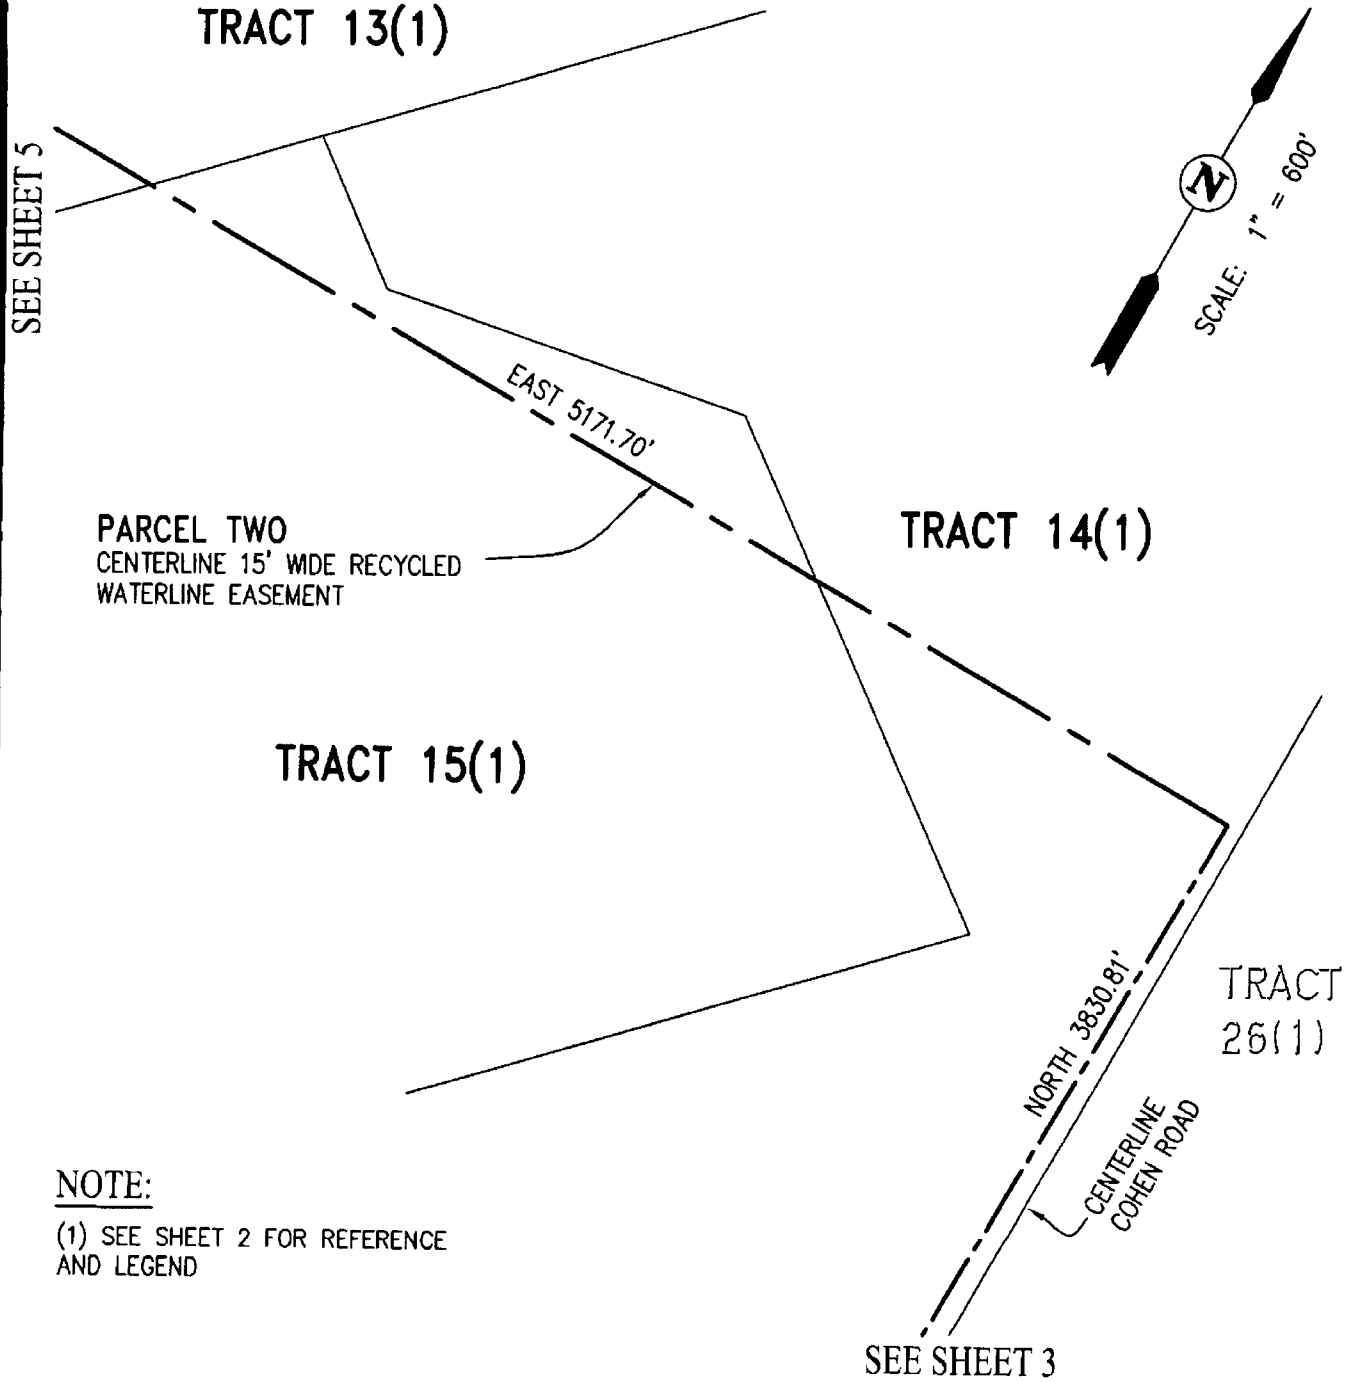 TRACT 13(1)
SEE SHEET 5
N
SCALE: 1" = 600'
EAST 5171.70'
PARCEL TWO
CENTERLINE 15' WIDE RECYCLED
WATERLINE EASEMENT
TRACT 14(1)
TRACT 15(1)
NORTH 3830.81'
TRACT
26(1)
CENTERLINE
COHEN ROAD
NOTE:
(1) SEE SHEET 2 FOR REFERENCE
AND LEGEND
SEE SHEET 3